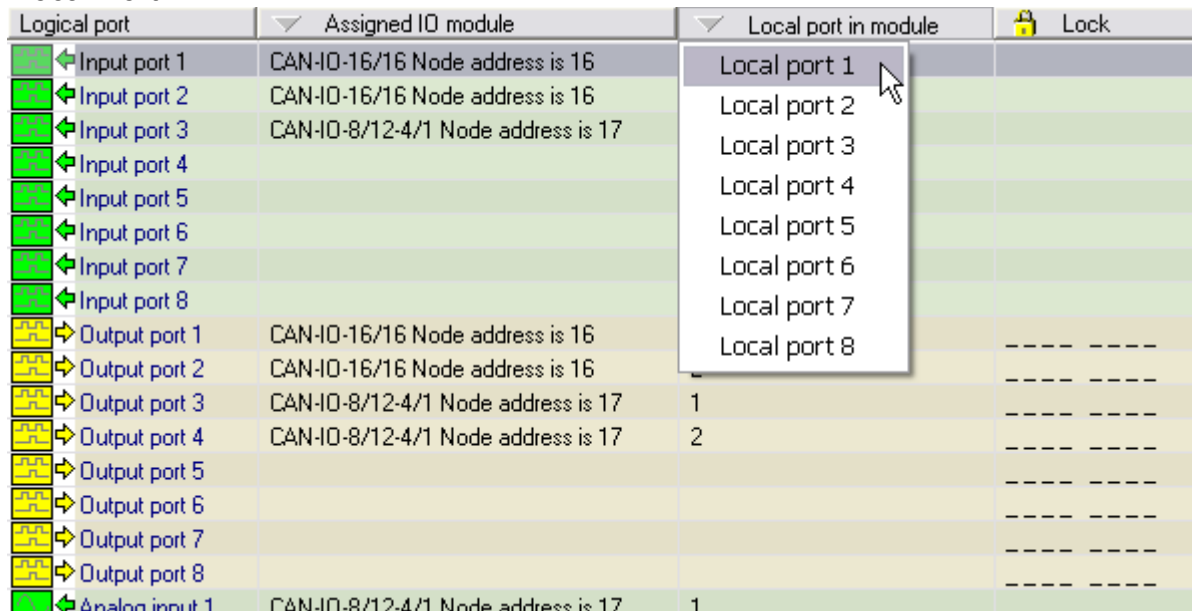 Logical port Assigned IO module Local port in module Lock
Input port 1 CAN-IO-16/16 Node address is 16 Local port 1
Input port 2 CAN-IO-16/16 Node address is 16 Local port 2
Input port 3 CAN-IO-8/12-4/1 Node address is 17 Local port 3
Input port 4 Local port 4
Input port 5 Local port 5
Input port 6 Local port 6
Input port 7 Local port 7
Input port 8 Local port 8
Output port 1 CAN-IO-16/16 Node address is 16 _ _ _ _ _ _ _ _
Output port 2 CAN-IO-16/16 Node address is 16 _ _ _ _ _ _ _ _
Output port 3 CAN-IO-8/12-4/1 Node address is 17 1 _ _ _ _ _ _ _ _
Output port 4 CAN-IO-8/12-4/1 Node address is 17 2 _ _ _ _ _ _ _ _
Output port 5 _ _ _ _ _ _ _ _
Output port 6 _ _ _ _ _ _ _ _
Output port 7 _ _ _ _ _ _ _ _
Output port 8 _ _ _ _ _ _ _ _
Analog input 1 CAN-IO-8/12-4/1 Node address is 17 1